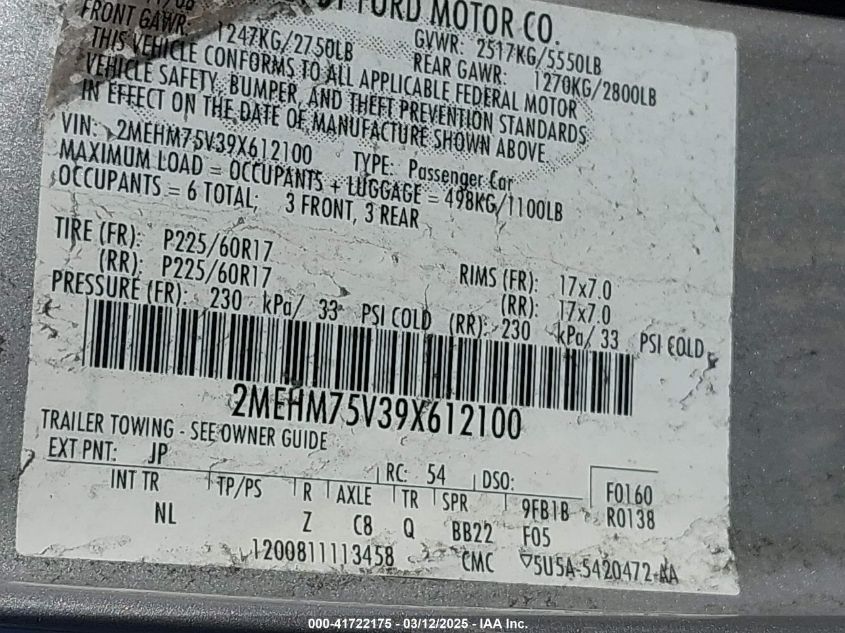 FORD MOTOR CO.
FRONT GAWR: 1247KG/2750LB GVWR: 2517KG/5550LB
REAR GAWR: 1270KG/2800LB
THIS VEHICLE CONFORMS TO ALL APPLICABLE FEDERAL MOTOR
VEHICLE SAFETY, BUMPER, AND THEFT PREVENTION STANDARDS
IN EFFECT ON THE DATE OF MANUFACTURE SHOWN ABOVE.
VIN: 2MEHM75V39X612100 TYPE: Passenger Car
MAXIMUM LOAD = OCCUPANTS + LUGGAGE = 498KG/1100LB
OCCUPANTS = 6 TOTAL; 3 FRONT, 3 REAR
TIRE (FR): P225/60R17 RIMS (FR): 17x7.0
(RR): P225/60R17 (RR): 17x7.0
PRESSURE (FR): 230 kPa/ 33 PSI COLD (RR): 230 kPa/ 33 PSI COLD
2MEHM75V39X612100
TRAILER TOWING - SEE OWNER GUIDE
EXT PNT: JP RC: 54 DSO:
INT TR TP/PS R AXLE TR SPR 9FB1B F0160
NL Z C8 Q BB22 F05 R0138
1200811113458 CMC ▽5U5A-5420472-AA
000-41722175 - 03/12/2025 - IAA Inc.